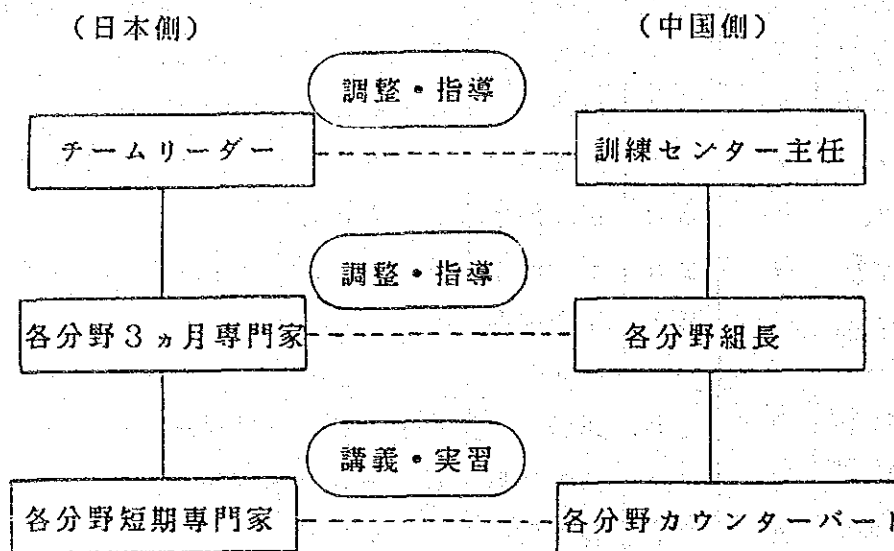 (日本側)
(中国側)
調整・指導
チームリーダー
訓練センター主任
調整・指導
各分野3ヵ月専門家
各分野組長
講義・実習
各分野短期専門家
各分野カウンターパート